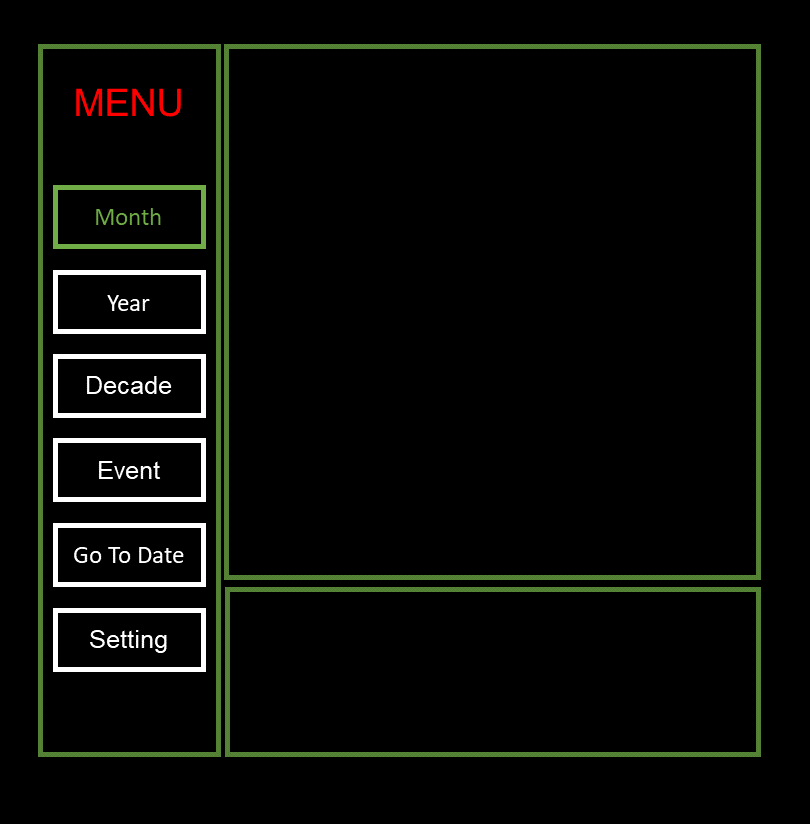 MENU
Month
Year
Decade
Event
Go To Date
Setting